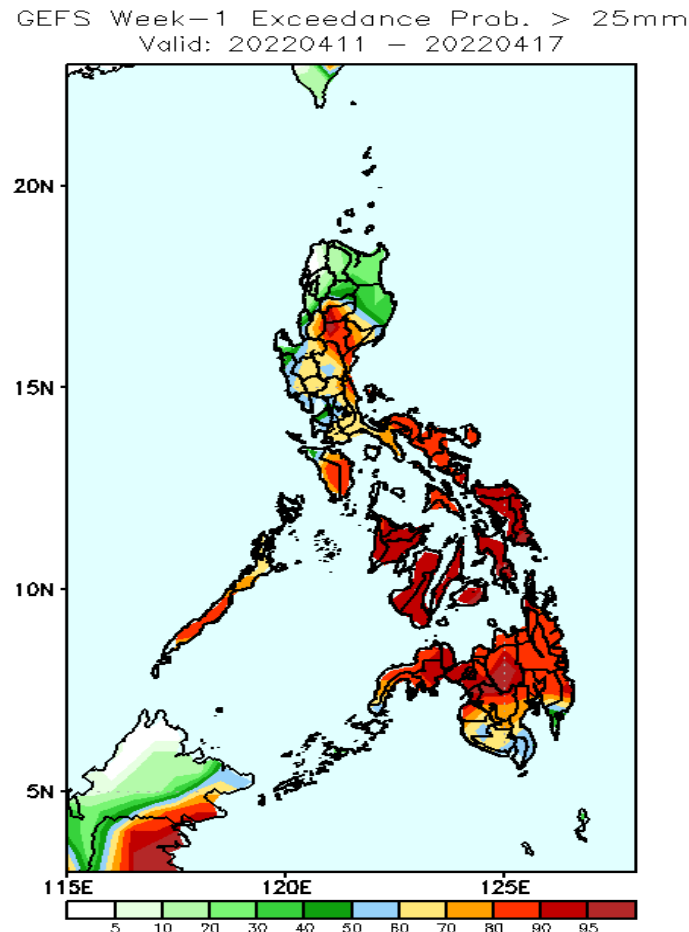 GEFS Week-1 Exceedance Prob. > 25mm
Valid: 20220411 - 20220417
20N
15N
10N
5N
115E 120E 125E
5 10 20 30 40 50 60 70 80 90 95